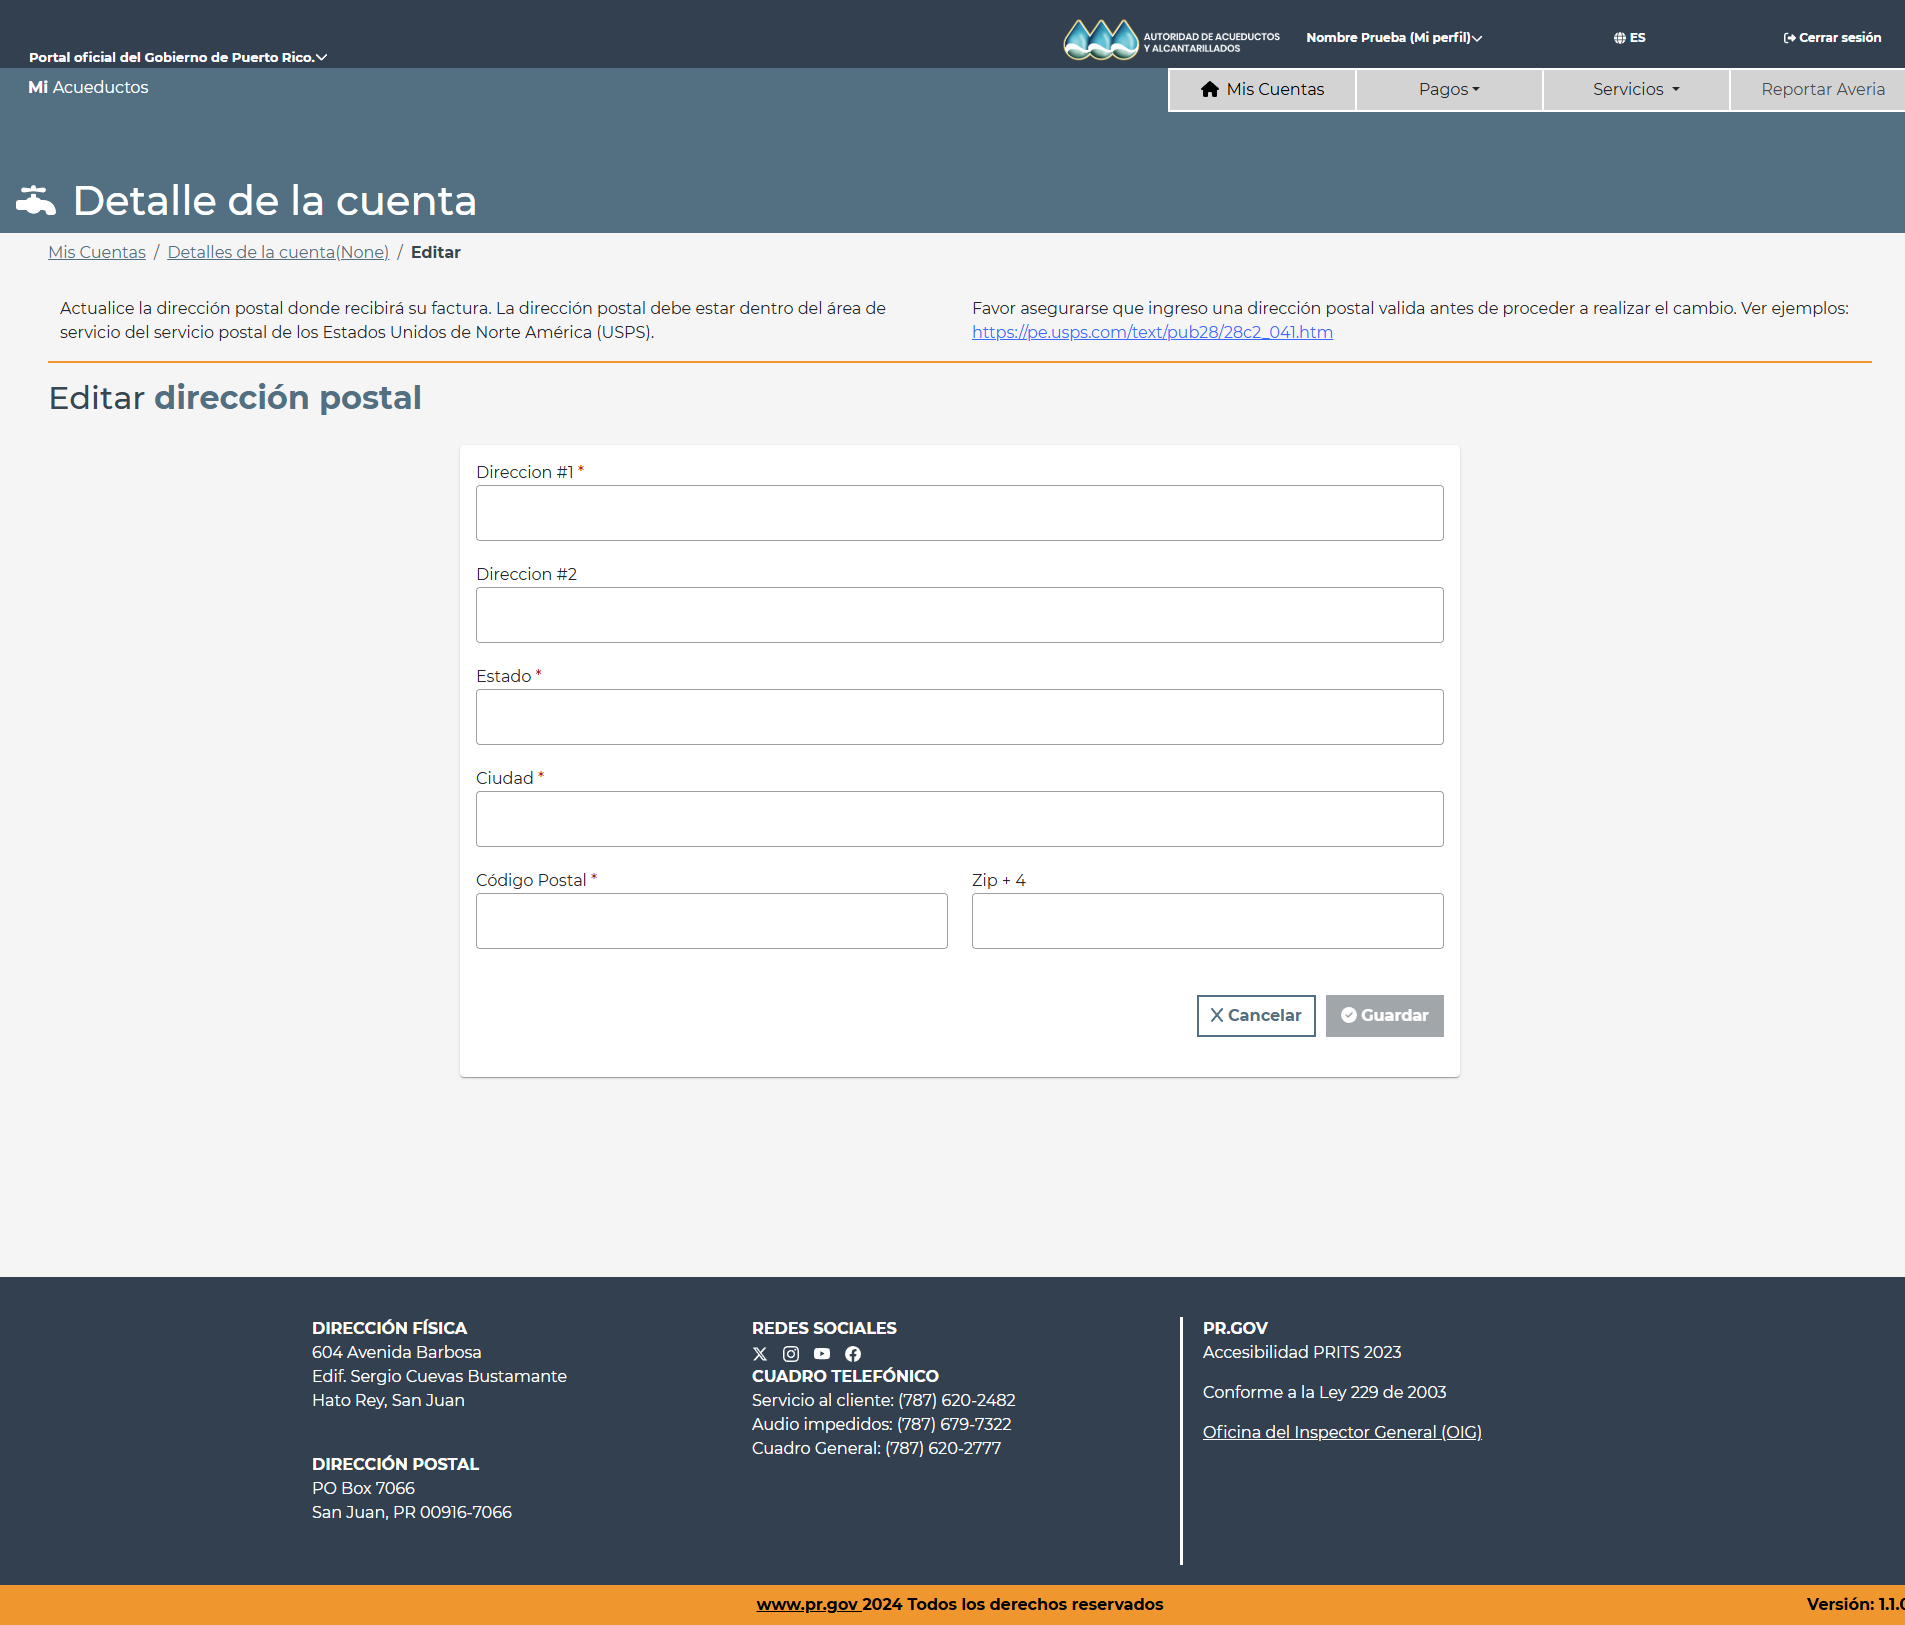 Portal oficial del Gobierno de Puerto Rico.
AUTORIDAD DE ACUEDUCTOS
Y ALCANTARILLADOS
Nombre Prueba (Mi perfil)
ES
Cerrar sesión
Mi Acueductos
Mis Cuentas
Pagos
Servicios
Reportar Averia
Detalle de la cuenta
Mis Cuentas / Detalles de la cuenta(None) / Editar
Actualice la dirección postal donde recibirá su factura. La dirección postal debe estar dentro del área de
servicio del servicio postal de los Estados Unidos de Norte América (USPS).
Favor asegurarse que ingreso una dirección postal valida antes de proceder a realizar el cambio. Ver ejemplos:
https://pe.usps.com/text/pub28/28c2_041.htm
Editar dirección postal
Direccion #1 *
Direccion #2
Estado *
Ciudad *
Código Postal *
Zip + 4
Cancelar
Guardar
DIRECCIÓN FÍSICA
604 Avenida Barbosa
Edif. Sergio Cuevas Bustamante
Hato Rey, San Juan
DIRECCIÓN POSTAL
PO Box 7066
San Juan, PR 00916-7066
REDES SOCIALES
CUADRO TELEFÓNICO
Servicio al cliente: (787) 620-2482
Audio impedidos: (787) 679-7322
Cuadro General: (787) 620-2777
PR.GOV
Accesibilidad PRITS 2023
Conforme a la Ley 229 de 2003
Oficina del Inspector General (OIG)
www.pr.gov 2024 Todos los derechos reservados
Versión: 1.1.0